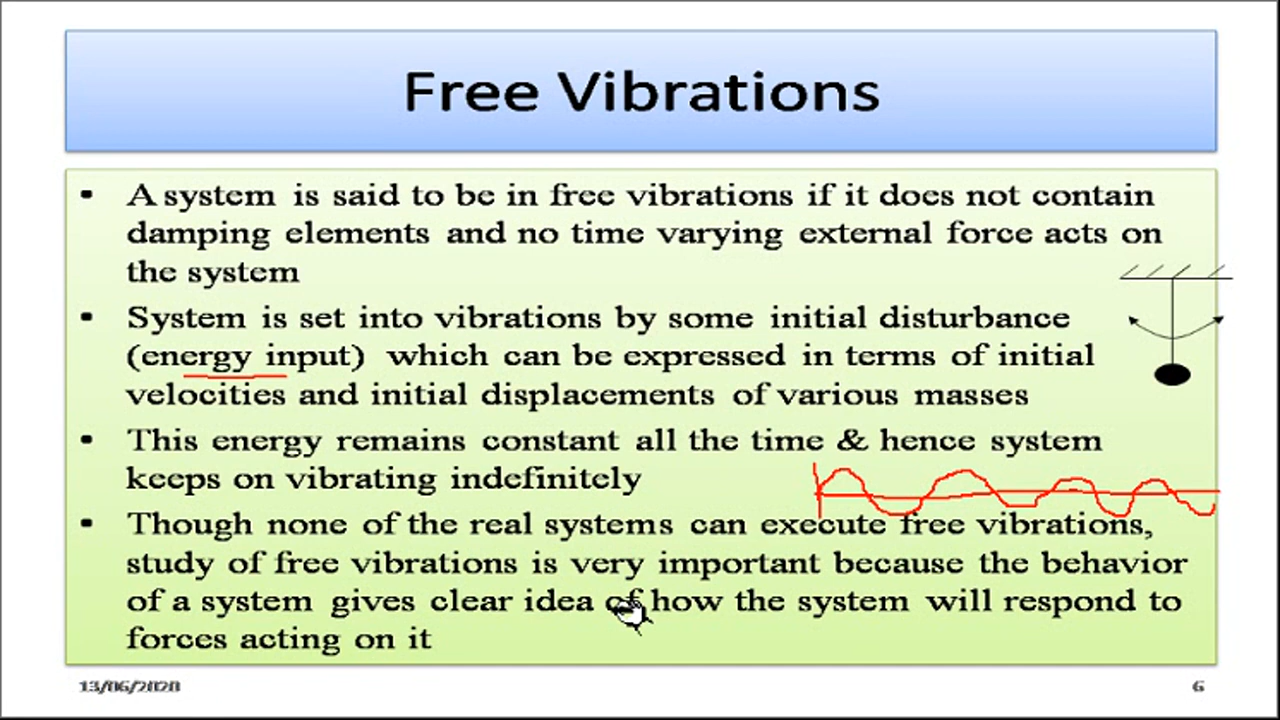 Free Vibrations
▪ A system is said to be in free vibrations if it does not contain
damping elements and no time varying external force acts on
the system
▪ System is set into vibrations by some initial disturbance
(energy input) which can be expressed in terms of initial
velocities and initial displacements of various masses
▪ This energy remains constant all the time & hence system
keeps on vibrating indefinitely
▪ Though none of the real systems can execute free vibrations,
study of free vibrations is very important because the behavior
of a system gives clear idea of how the system will respond to
forces acting on it
13/06/2020
6